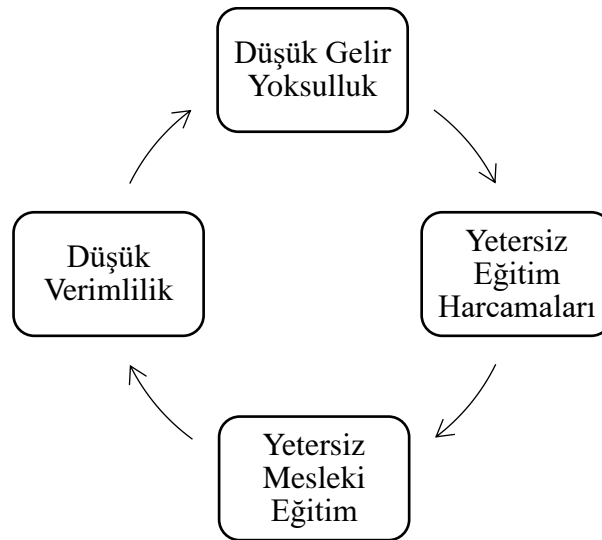 Düşük Gelir
Yoksulluk
Yetersiz
Eğitim
Harcamaları
Yetersiz
Mesleki
Eğitim
Düşük
Verimlilik